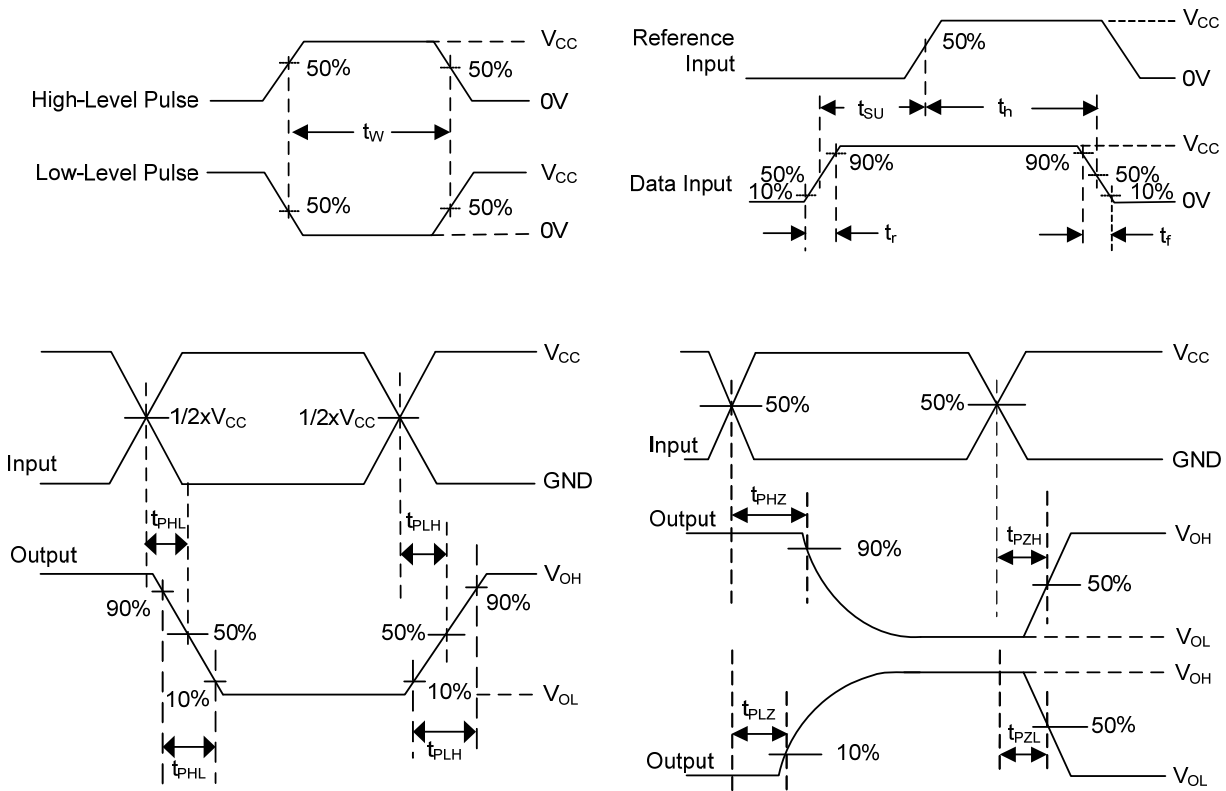 VCC
50%
50%
High-Level Pulse
0V
tW
Low-Level Pulse
VCC
50%
50%
0V
VCC
Reference
Input
50%
0V
tSU
th
VCC
90%
90%
50%
50%
Data Input
10%
10%
0V
tr
tf
VCC
1/2xVCC
1/2xVCC
Input
GND
tPHL
tPLH
Output
VOH
90%
90%
50%
50%
10%
10%
VOL
tPHL
tPLH
VCC
50%
50%
Input
GND
tPHZ
Output
tPZH
VOH
90%
50%
VOL
VOH
tPLZ
tPZL
50%
10%
Output
VOL